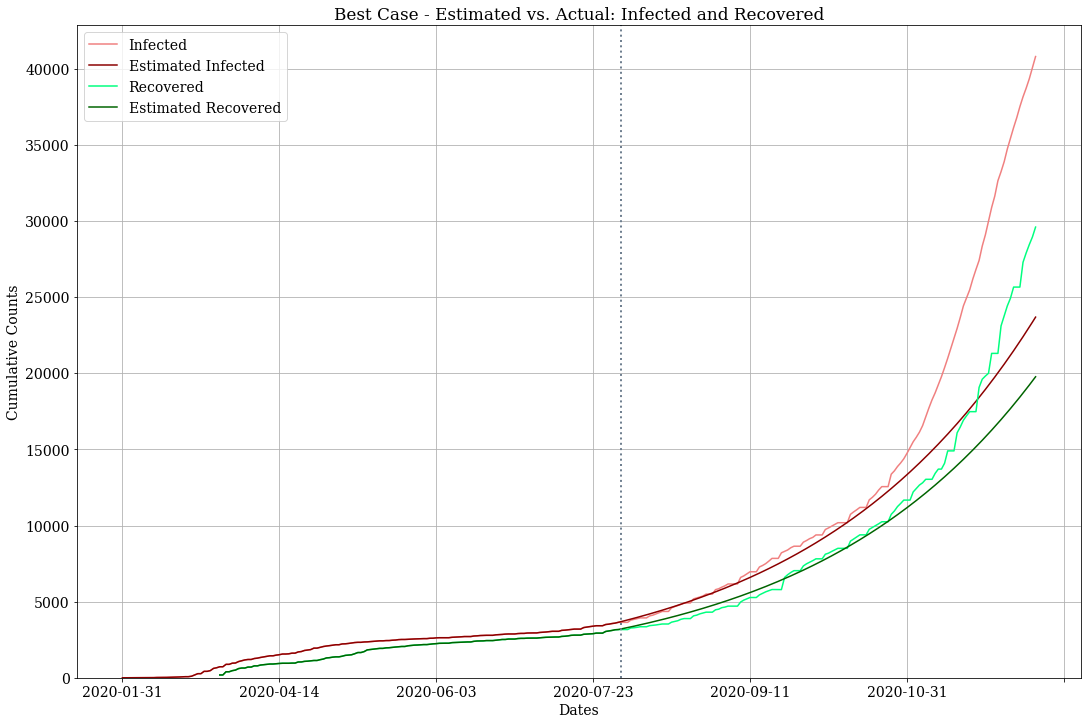 Best Case - Estimated vs. Actual: Infected and Recovered
Infected
Estimated Infected
Recovered
Estimated Recovered
40000
35000
30000
25000
20000
15000
10000
5000
0
Cumulative Counts
2020-01-31 2020-04-14 2020-06-03 2020-07-23 2020-09-11 2020-10-31
Dates